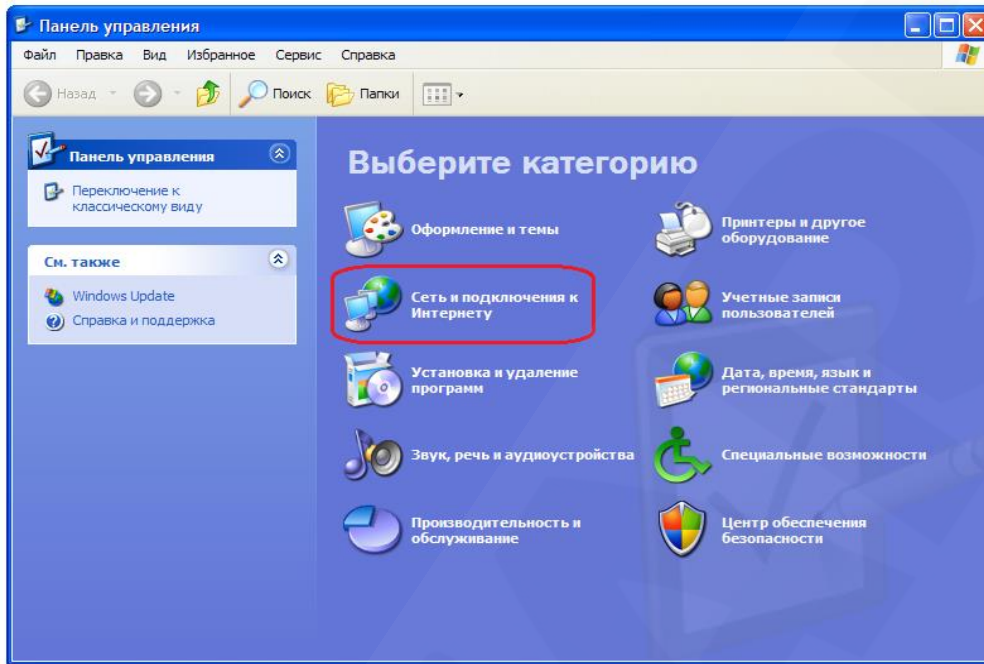 Панель управления
Файл Правка Вид Избранное Сервис Справка
Назад Поиск Папки
Панель управления
Переключение к
классическому виду
См. также
Windows Update
Справка и поддержка
Выберите категорию
Оформление и темы
Принтеры и другое
оборудование
Сеть и подключения к
Интернету
Учетные записи
пользователей
Установка и удаление
программ
Дата, время, язык и
региональные стандарты
Звук, речь и аудиоустройства
Специальные возможности
Производительность и
обслуживание
Центр обеспечения
безопасности